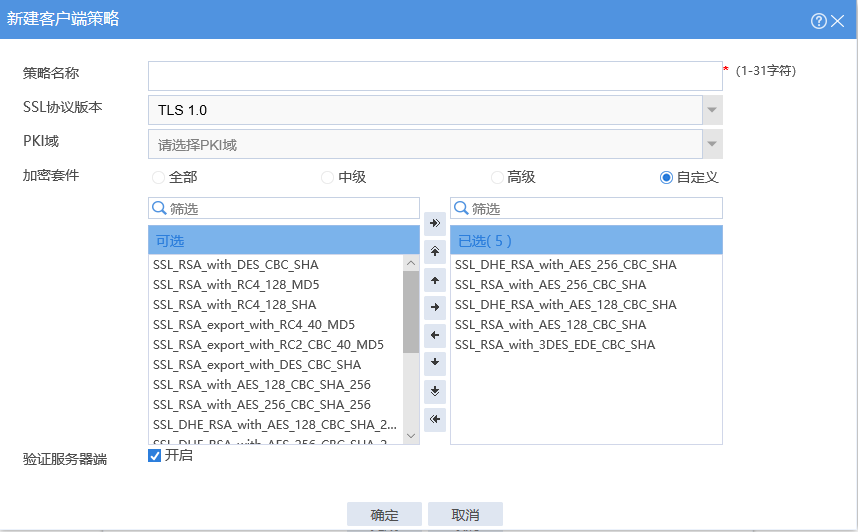 新建客户端策略
策略名称
* (1-31字符)
SSL协议版本
TLS 1.0
PKI域
请选择PKI域
加密套件
全部
中级
高级
自定义
筛选
筛选
可选
SSL_RSA_with_DES_CBC_SHA
SSL_RSA_with_RC4_128_MD5
SSL_RSA_with_RC4_128_SHA
SSL_RSA_export_with_RC4_40_MD5
SSL_RSA_export_with_RC2_CBC_40_MD5
SSL_RSA_export_with_DES_CBC_SHA
SSL_RSA_with_AES_128_CBC_SHA_256
SSL_RSA_with_AES_256_CBC_SHA_256
SSL_DHE_RSA_with_AES_128_CBC_SHA_2...
SSL_DHE_RSA_with_AES_256_CBC_SHA_2...
已选( 5 )
SSL_DHE_RSA_with_AES_256_CBC_SHA
SSL_RSA_with_AES_256_CBC_SHA
SSL_DHE_RSA_with_AES_128_CBC_SHA
SSL_RSA_with_AES_128_CBC_SHA
SSL_RSA_with_3DES_EDE_CBC_SHA
验证服务器端
开启
确定
取消